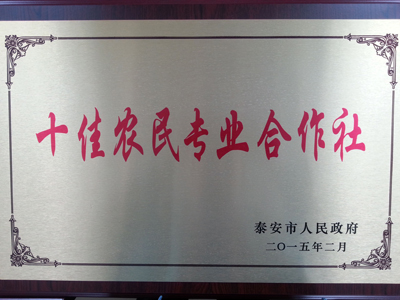 十佳农民专业合作社
泰安市人民政府
二〇一五年二月